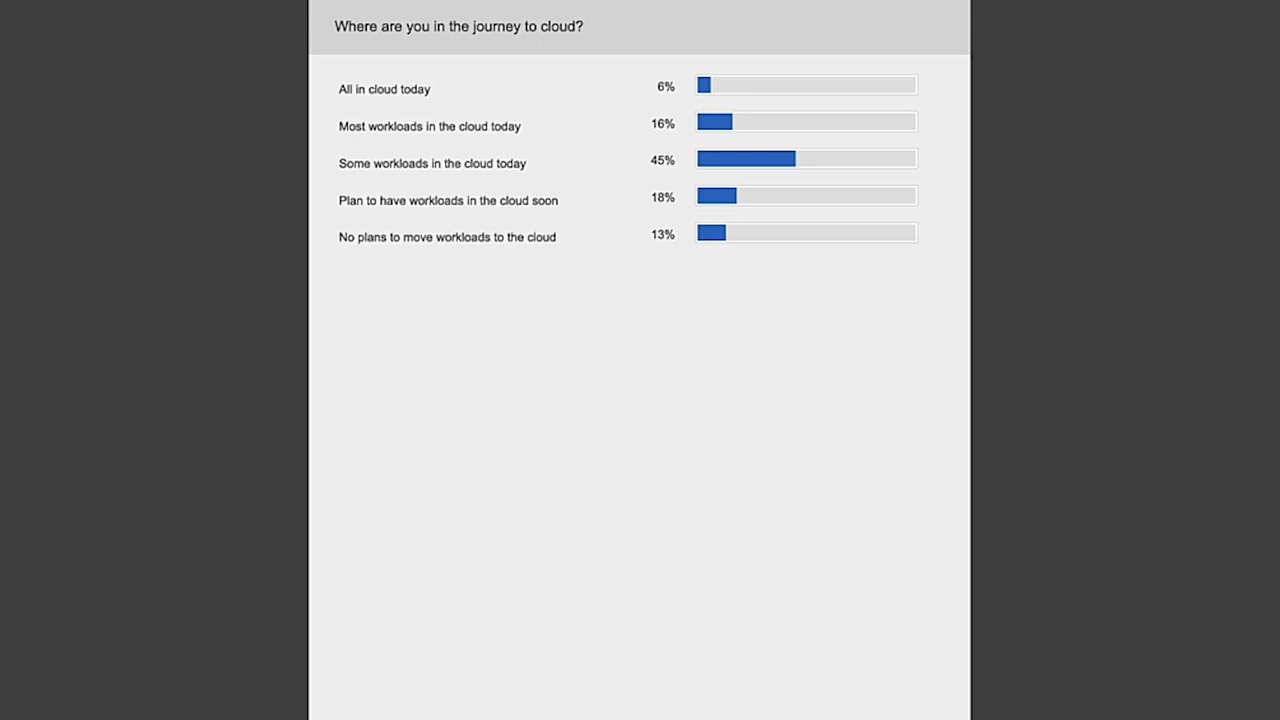 Where are you in the journey to cloud?
All in cloud today 6%
Most workloads in the cloud today 16%
Some workloads in the cloud today 45%
Plan to have workloads in the cloud soon 18%
No plans to move workloads to the cloud 13%